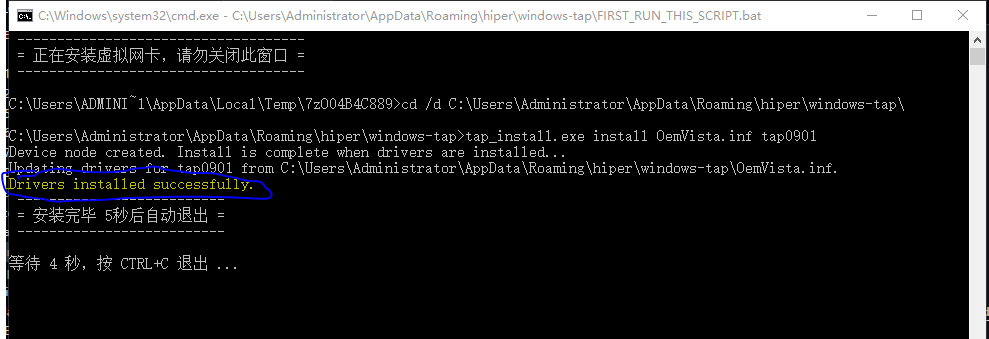 C:\Windows\system32\cmd.exe - C:\Users\Administrator\AppData\Roaming\hiper\windows-tap\FIRST_RUN_THIS_SCRIPT.bat
---------------------------------
= 正在安装虚拟网卡，请勿关闭此窗口 =
---------------------------------
C:\Users\ADMINI~1\AppData\Local\Temp\7zO04B4C889>cd /d C:\Users\Administrator\AppData\Roaming\hiper\windows-tap\
C:\Users\Administrator\AppData\Roaming\hiper\windows-tap>tap_install.exe install OemVista.inf tap0901
Device node created. Install is complete when drivers are installed...
Updating drivers for tap0901 from C:\Users\Administrator\AppData\Roaming\hiper\windows-tap\OemVista.inf.
Drivers installed successfully.
-------------------------
= 安装完毕 5秒后自动退出 =
-------------------------
等待 4 秒，按 CTRL+C 退出 ...